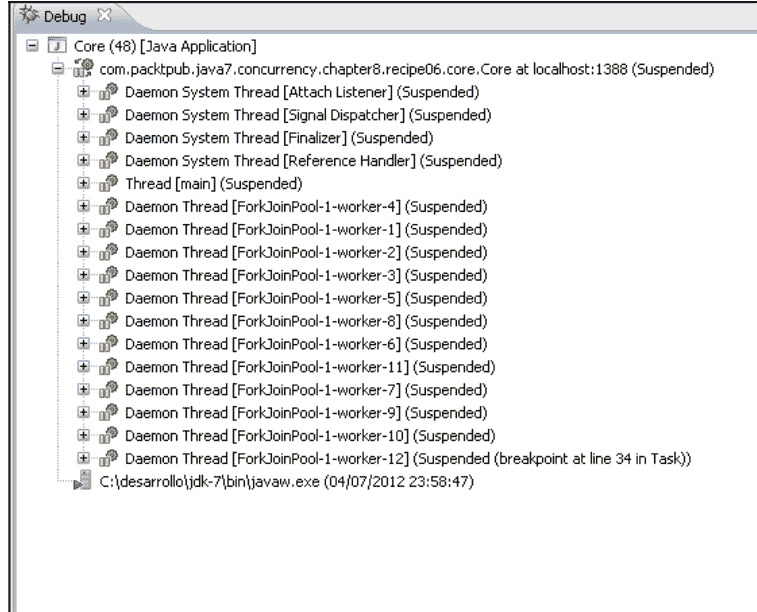 Debug
Core (48) [Java Application]
com.packtpub.java7.concurrency.chapter8.recipe06.core.Core at localhost:1388 (Suspended)
Daemon System Thread [Attach Listener] (Suspended)
Daemon System Thread [Signal Dispatcher] (Suspended)
Daemon System Thread [Finalizer] (Suspended)
Daemon System Thread [Reference Handler] (Suspended)
Thread [main] (Suspended)
Daemon Thread [ForkJoinPool-1-worker-4] (Suspended)
Daemon Thread [ForkJoinPool-1-worker-1] (Suspended)
Daemon Thread [ForkJoinPool-1-worker-2] (Suspended)
Daemon Thread [ForkJoinPool-1-worker-3] (Suspended)
Daemon Thread [ForkJoinPool-1-worker-5] (Suspended)
Daemon Thread [ForkJoinPool-1-worker-8] (Suspended)
Daemon Thread [ForkJoinPool-1-worker-6] (Suspended)
Daemon Thread [ForkJoinPool-1-worker-11] (Suspended)
Daemon Thread [ForkJoinPool-1-worker-7] (Suspended)
Daemon Thread [ForkJoinPool-1-worker-9] (Suspended)
Daemon Thread [ForkJoinPool-1-worker-10] (Suspended)
Daemon Thread [ForkJoinPool-1-worker-12] (Suspended (breakpoint at line 34 in Task))
C:\desarrollo\jdk-7\bin\javaw.exe (04/07/2012 23:58:47)